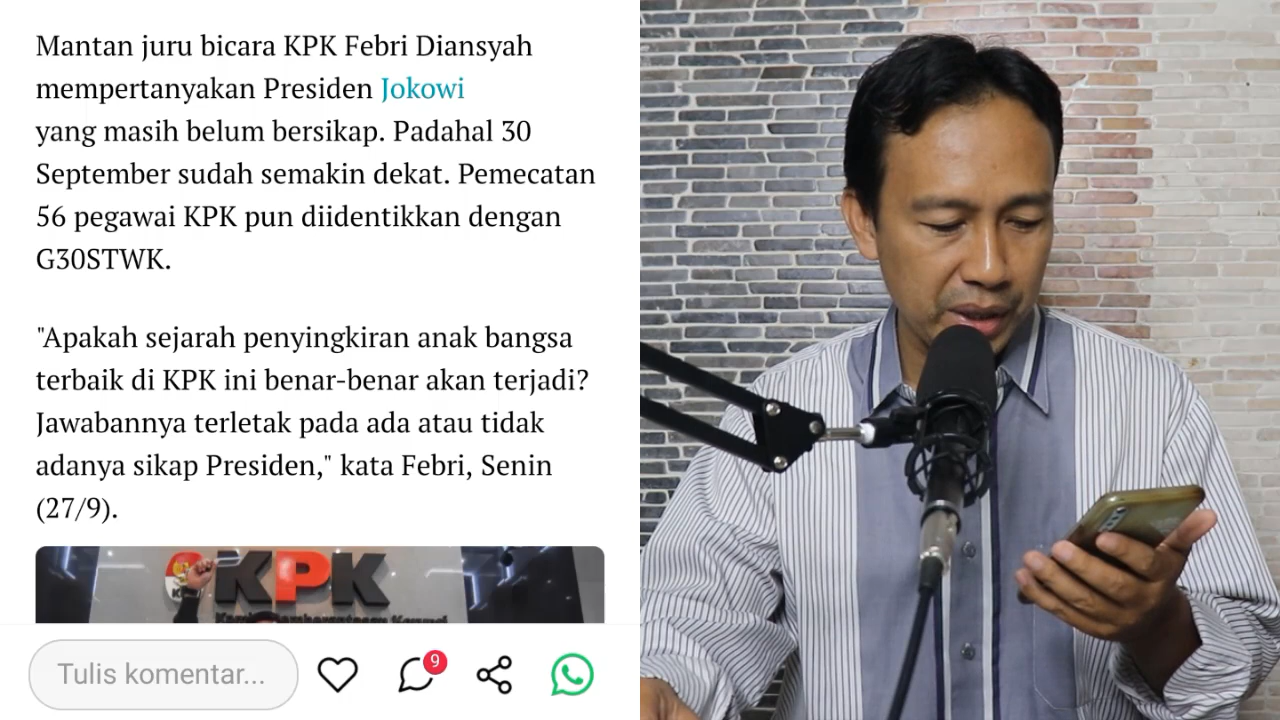 Mantan juru bicara KPK Febri Diansyah
mempertanyakan Presiden Jokowi
yang masih belum bersikap. Padahal 30
September sudah semakin dekat. Pemecatan
56 pegawai KPK pun diidentikkan dengan
G30STWK.
"Apakah sejarah penyingkiran anak bangsa
terbaik di KPK ini benar-benar akan terjadi?
Jawabannya terletak pada ada atau tidak
adanya sikap Presiden," kata Febri, Senin
(27/9).
KPK
Tulis komentar...
9